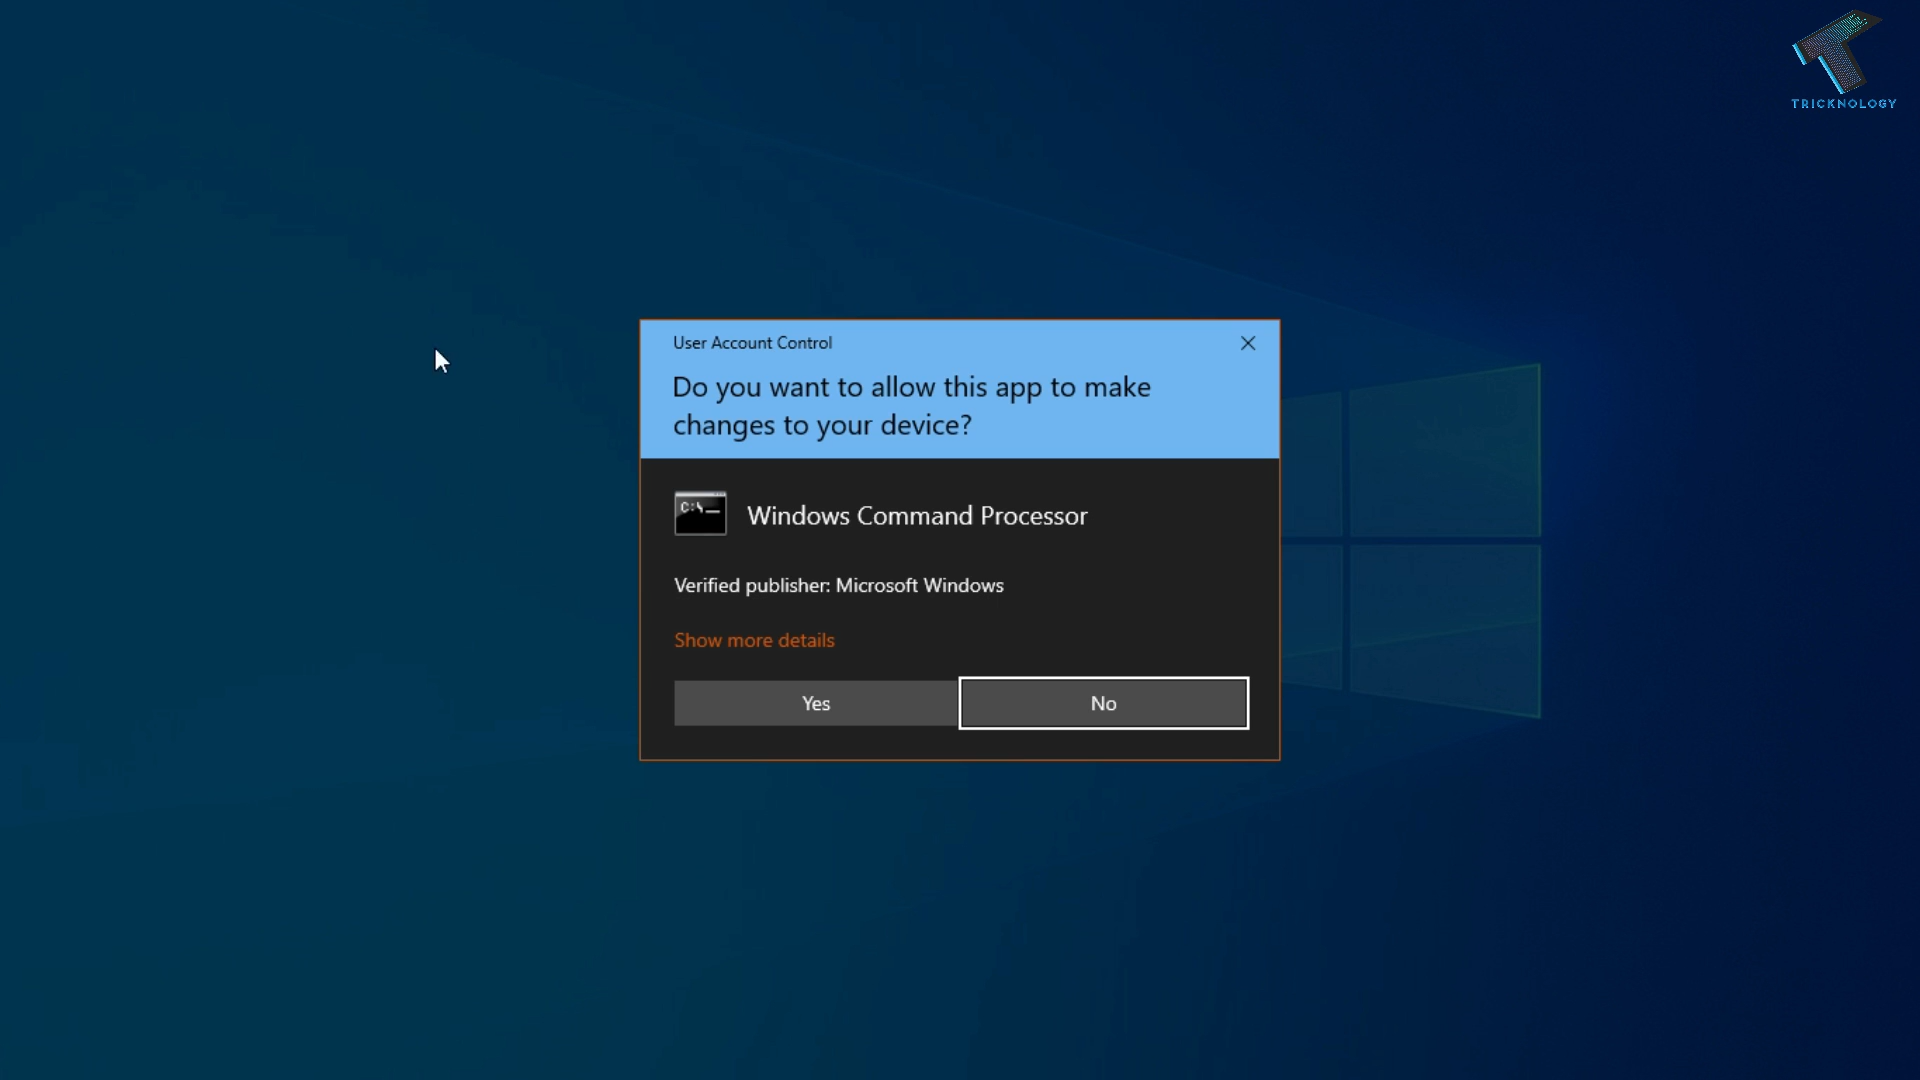 TRICKNOLOGY
User Account Control
Do you want to allow this app to make
changes to your device?
C:\_
Windows Command Processor
Verified publisher: Microsoft Windows
Show more details
Yes
No